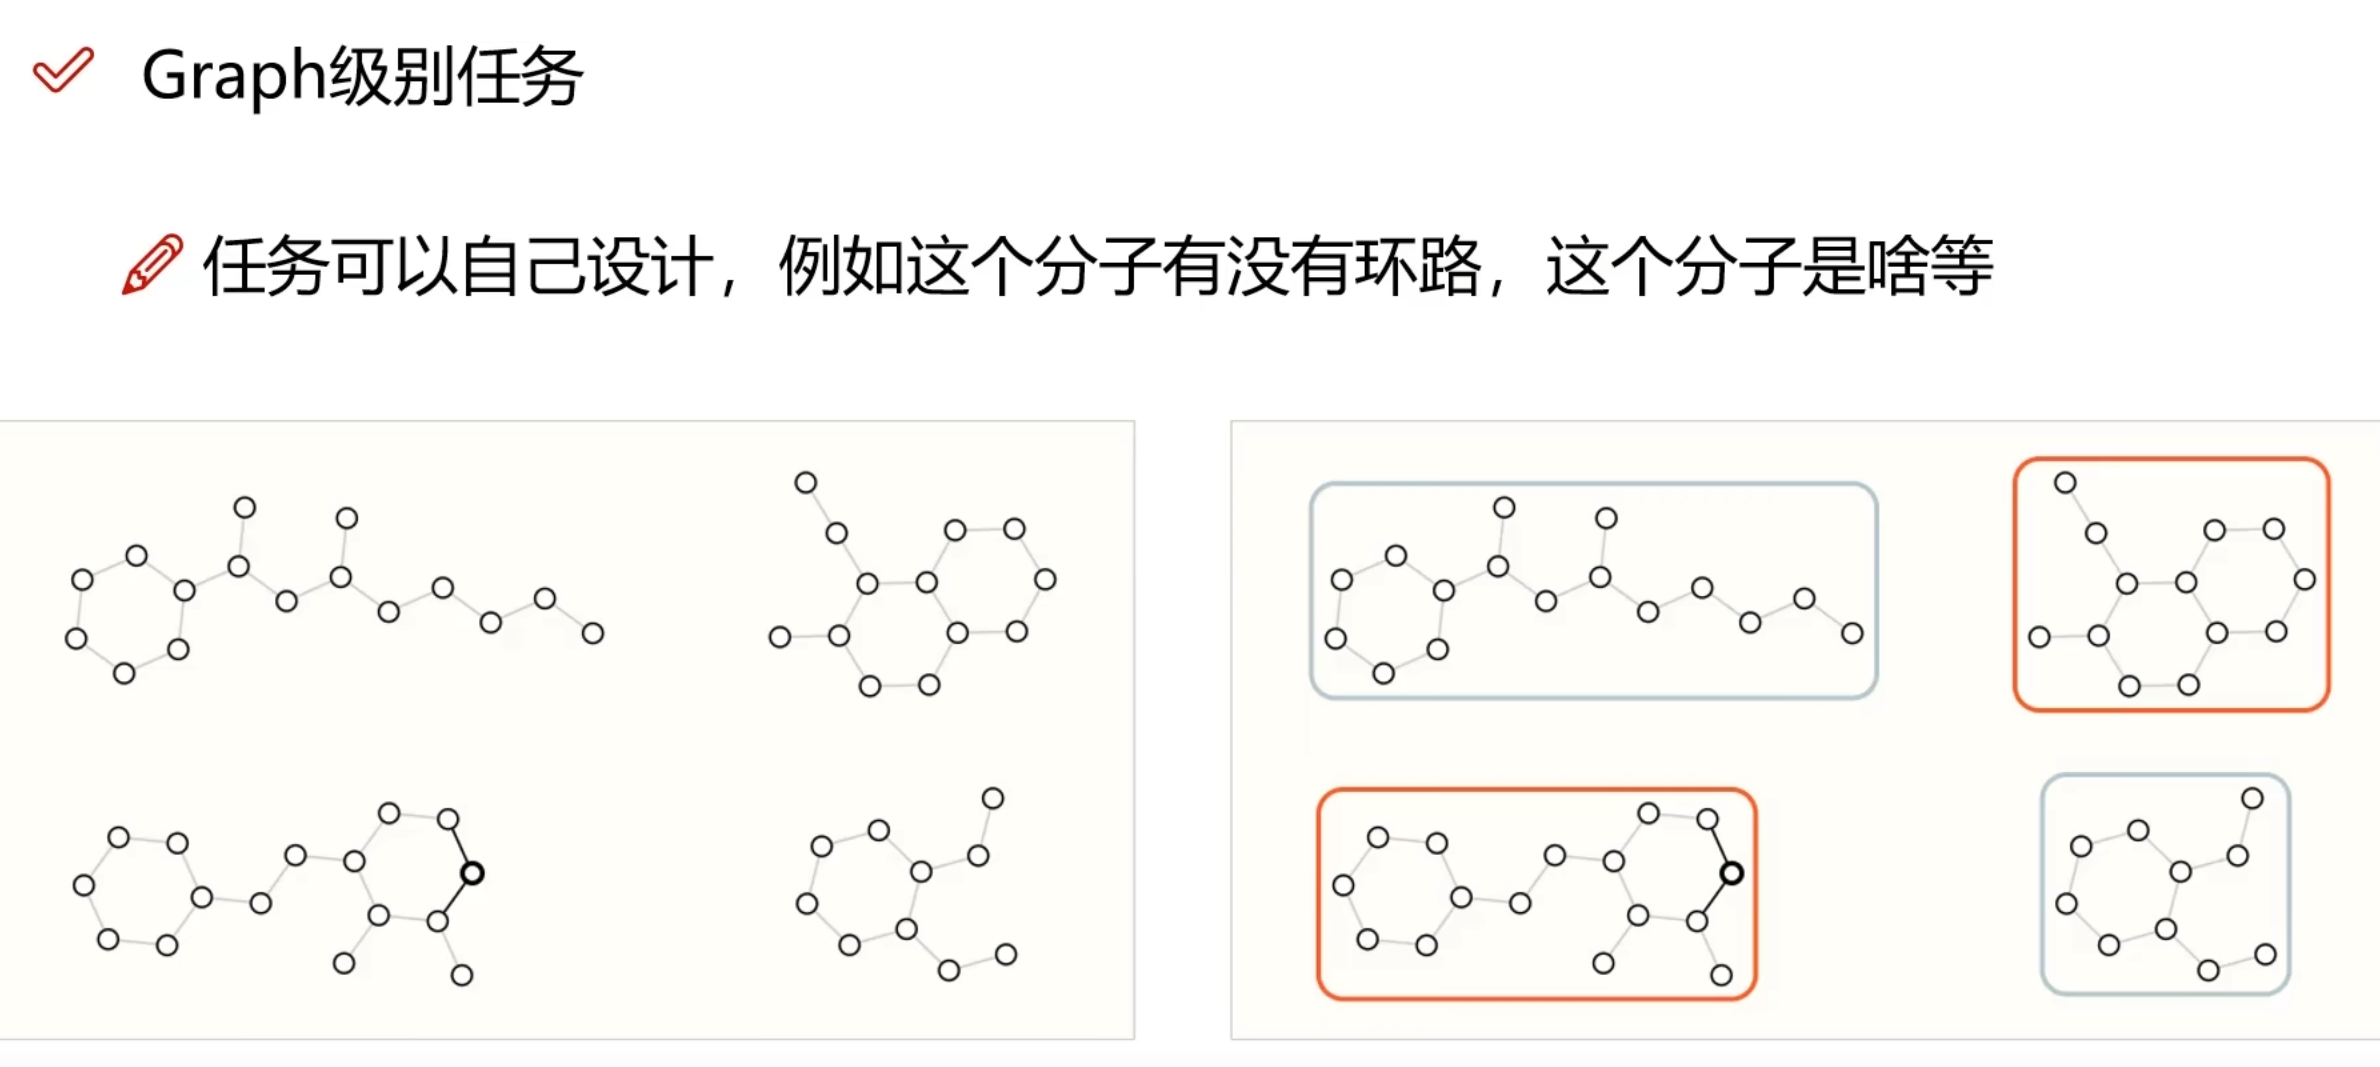 Graph级别任务
任务可以自己设计，例如这个分子有没有环路，这个分子是啥等